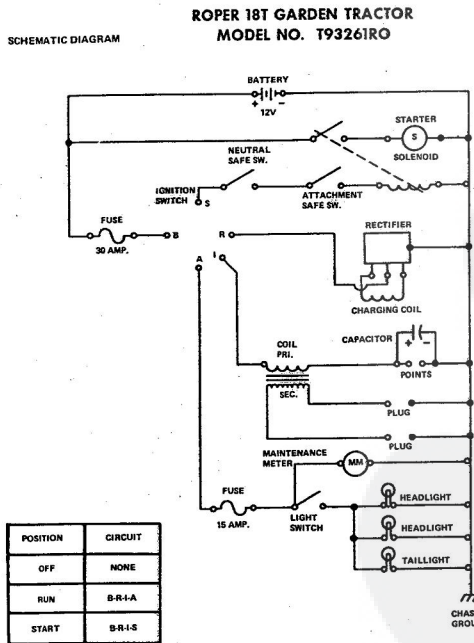 ROPER 18T GARDEN TRACTOR
SCHEMATIC DIAGRAM
MODEL NO. T93261RO
BATTERY
+ −
12V
STARTER
S
SOLENOID
NEUTRAL
SAFE SW.
IGNITION
SWITCH
S
ATTACHMENT
SAFE SW.
FUSE
30 AMP.
B
R
A
I
RECTIFIER
CHARGING COIL
COIL
PRI.
SEC.
CAPACITOR
+ −
POINTS
PLUG
PLUG
MAINTENANCE
METER
MM
FUSE
15 AMP.
LIGHT
SWITCH
HEADLIGHT
HEADLIGHT
TAILLIGHT
POSITION CIRCUIT
OFF NONE
RUN B-R-I-A
START B-R-I-S